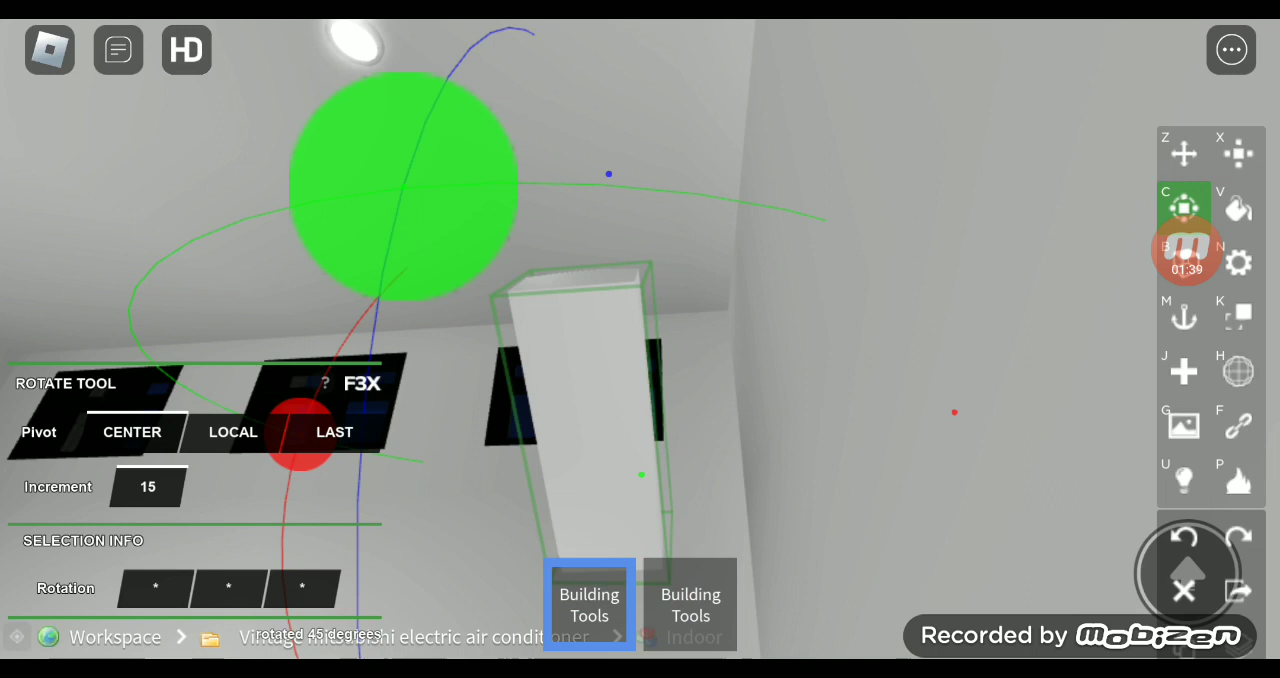 HD
Z X
C V
B N
01:39
M K
J H
G F
U P
ROTATE TOOL ? F3X
Pivot CENTER LOCAL LAST
Increment 15
SELECTION INFO
Rotation * * *
rotated 45 degrees
Building
Tools
Building
Tools
Workspace > Vintage mitsubishi electric air conditioner > Indoor
Recorded by mobizen